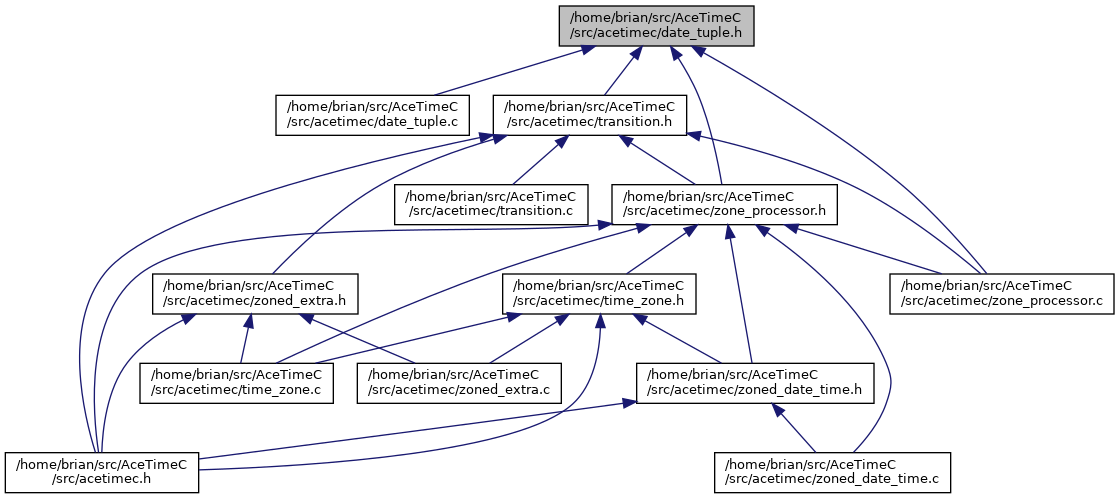 /home/brian/src/AceTimeC
/src/acetimec/date_tuple.h
/home/brian/src/AceTimeC
/src/acetimec/date_tuple.c
/home/brian/src/AceTimeC
/src/acetimec/transition.h
/home/brian/src/AceTimeC
/src/acetimec/transition.c
/home/brian/src/AceTimeC
/src/acetimec/zone_processor.h
/home/brian/src/AceTimeC
/src/acetimec/zoned_extra.h
/home/brian/src/AceTimeC
/src/acetimec/time_zone.h
/home/brian/src/AceTimeC
/src/acetimec/zone_processor.c
/home/brian/src/AceTimeC
/src/acetimec/time_zone.c
/home/brian/src/AceTimeC
/src/acetimec/zoned_extra.c
/home/brian/src/AceTimeC
/src/acetimec/zoned_date_time.h
/home/brian/src/AceTimeC
/src/acetimec.h
/home/brian/src/AceTimeC
/src/acetimec/zoned_date_time.c